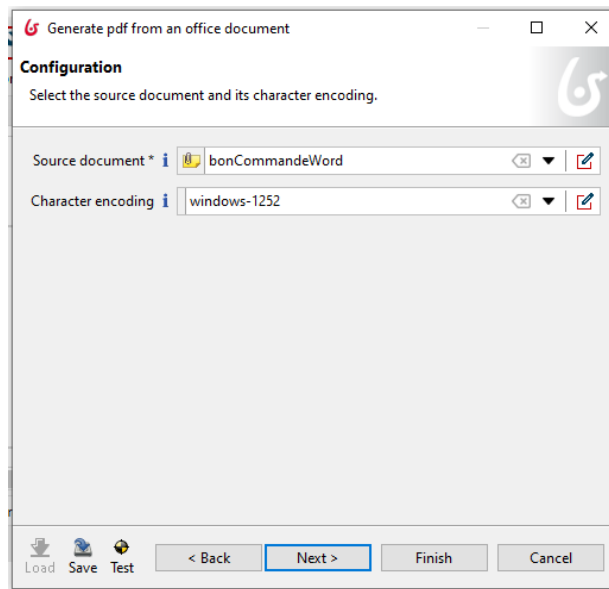 Generate pdf from an office document
Configuration
Select the source document and its character encoding.
Source document * i bonCommandeWord
Character encoding i windows-1252
Load Save Test < Back Next > Finish Cancel